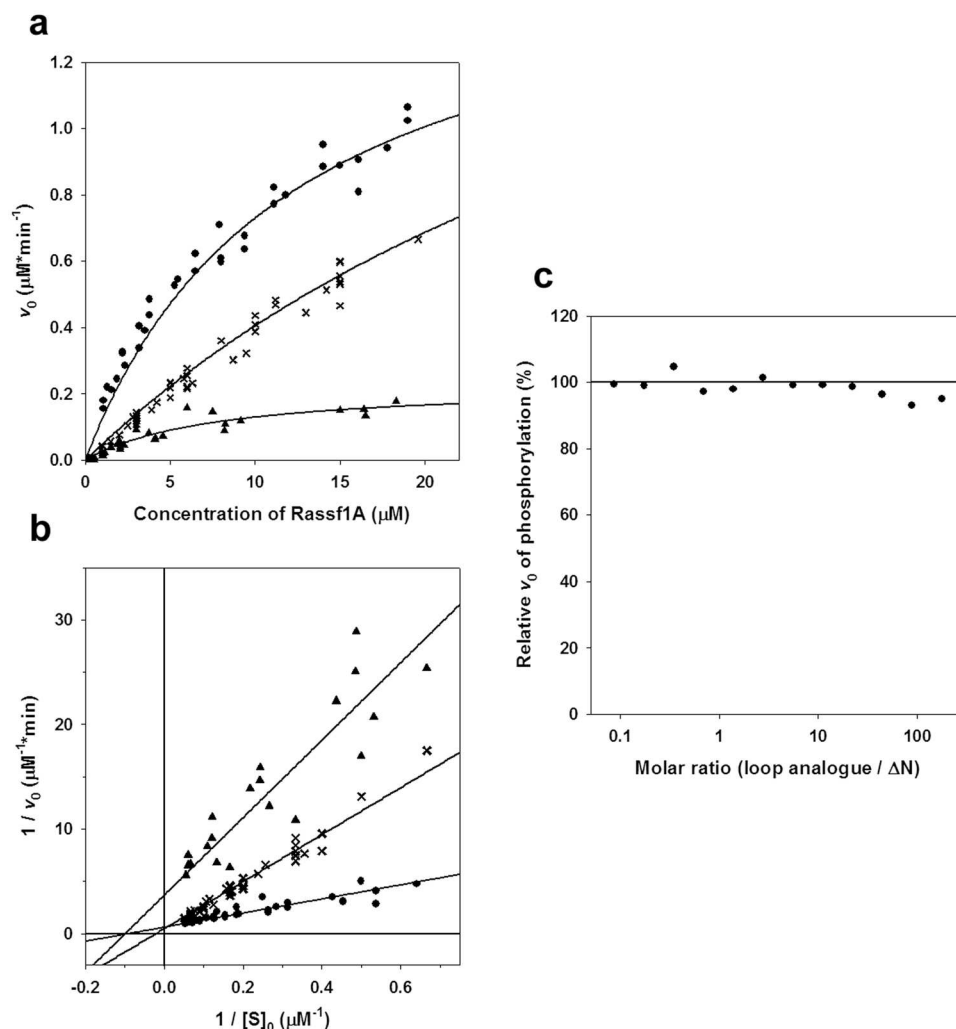 a
1.2
1.0
0.8
0.6
0.4
0.2
0.0
v₀ (µM*min⁻¹)
0 5 10 15 20
Concentration of Rassf1A (µM)
b
30
20
10
0
1 / v₀ (µM⁻¹*min)
-0.2 0.0 0.2 0.4 0.6
1 / [S]₀ (µM⁻¹)
c
120
100
80
60
40
20
0
Relative v₀ of phosphorylation (%)
0.1 1 10 100
Molar ratio (loop analogue / ΔN)